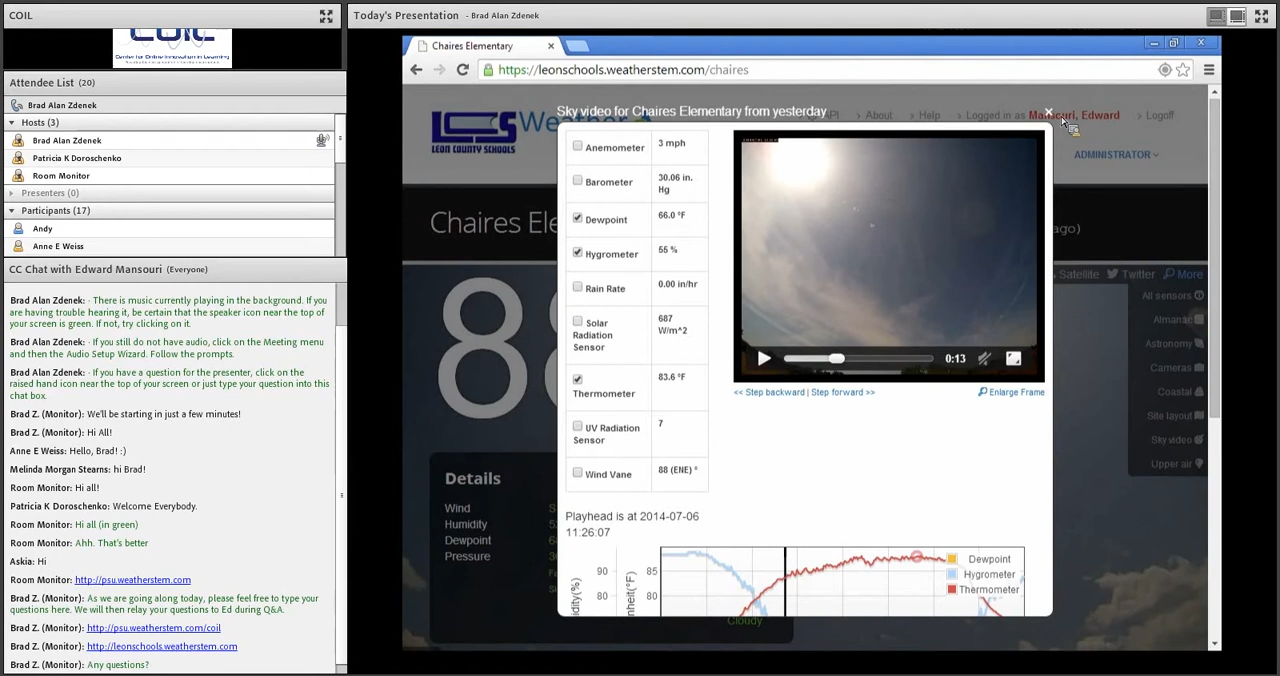 COIL
COIL
Center for Online Innovation in Learning
Attendee List (20)
Brad Alan Zdenek
Hosts (3)
Brad Alan Zdenek
Patricia K Doroschenko
Room Monitor
Presenters (0)
Participants (17)
Andy
Anne E Weiss
CC Chat with Edward Mansouri (Everyone)
Brad Alan Zdenek: - There is music currently playing in the background. If you
are having trouble hearing it, be certain that the speaker icon near the top of
your screen is green. If not, try clicking on it.
Brad Alan Zdenek: - If you still do not have audio, click on the Meeting menu
and then the Audio Setup Wizard. Follow the prompts.
Brad Alan Zdenek: - If you have a question for the presenter, click on the
raised hand icon near the top of your screen or just type your question into this
chat box.
Brad Z. (Monitor): We'll be starting in just a few minutes!
Brad Z. (Monitor): Hi All!
Anne E Weiss: Hello, Brad! :)
Melinda Morgan Stearns: hi Brad!
Room Monitor: Hi all!
Patricia K Doroschenko: Welcome Everybody.
Room Monitor: Hi all (in green)
Room Monitor: Ahh. That's better
Askia: Hi
Room Monitor: http://psu.weatherstem.com
Brad Z. (Monitor): As we are going along today, please feel free to type your
questions here. We will then relay your questions to Ed during Q&A.
Brad Z. (Monitor): http://psu.weatherstem.com/coil
Brad Z. (Monitor): http://leonschools.weatherstem.com
Brad Z. (Monitor): Any questions?
Today's Presentation - Brad Alan Zdenek
Chaires Elementary
https://leonschools.weatherstem.com/chaires
LCS
LEON COUNTY SCHOOLS
Weathe
API
About
Help
Logged in as Mansouri, Edward
Logoff
ADMINISTRATOR
Chaires Ele
ago)
Satellite Twitter More
All sensors
Almanac
Astronomy
Cameras
Coastal
Site layout
Sky video
Upper air
88
Details
Wind
Humidity
Dewpoint
Pressure
Sky video for Chaires Elementary from yesterday
Anemometer 3 mph
Barometer 30.06 in.
Hg
Dewpoint 66.0 °F
Hygrometer 55 %
Rain Rate 0.00 in/hr
Solar 687
Radiation W/m^2
Sensor
Thermometer 83.6 °F
UV Radiation 7
Sensor
Wind Vane 88 (ENE) °
0:13
<< Step backward | Step forward >>
Enlarge Frame
Playhead is at 2014-07-06
11:26:07
idity(%)
90
80
nheit(°F)
85
80
Dewpoint
Hygrometer
Thermometer
Cloudy